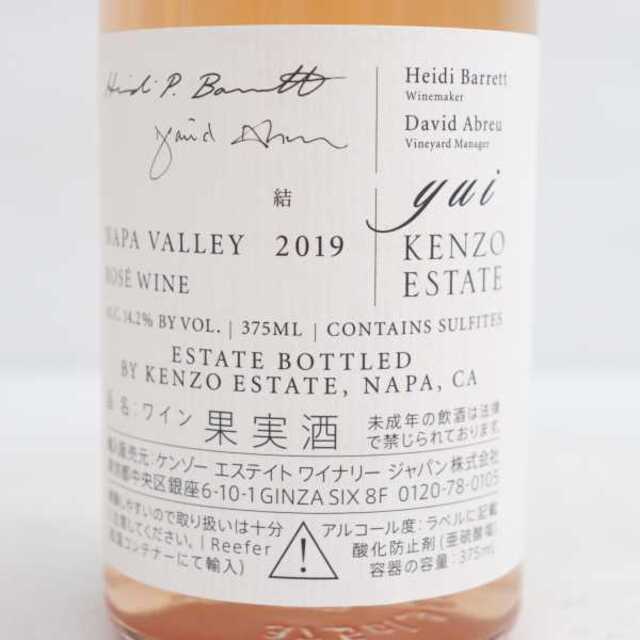 Heidi P. Barrett
David Abreu
Heidi Barrett
Winemaker
David Abreu
Vineyard Manager
結
yui
NAPA VALLEY 2019
ROSÉ WINE
KENZO
ESTATE
ALC. 14.2% BY VOL. | 375ML | CONTAINS SULFITES
ESTATE BOTTLED
BY KENZO ESTATE, NAPA, CA
品名:ワイン 果実酒
未成年の飲酒は法律
で禁じられております。
輸入販売元:ケンゾー エステイト ワイナリー ジャパン株式会社
東京都中央区銀座6-10-1 GINZA SIX 8F 0120-78-0105
破損しやすいので取り扱いは十分
注意してください。| Reefer
コンテナーにて輸入)
アルコール度:ラベルに記載
酸化防止剤(亜硫酸塩)
容器の容量:375ml